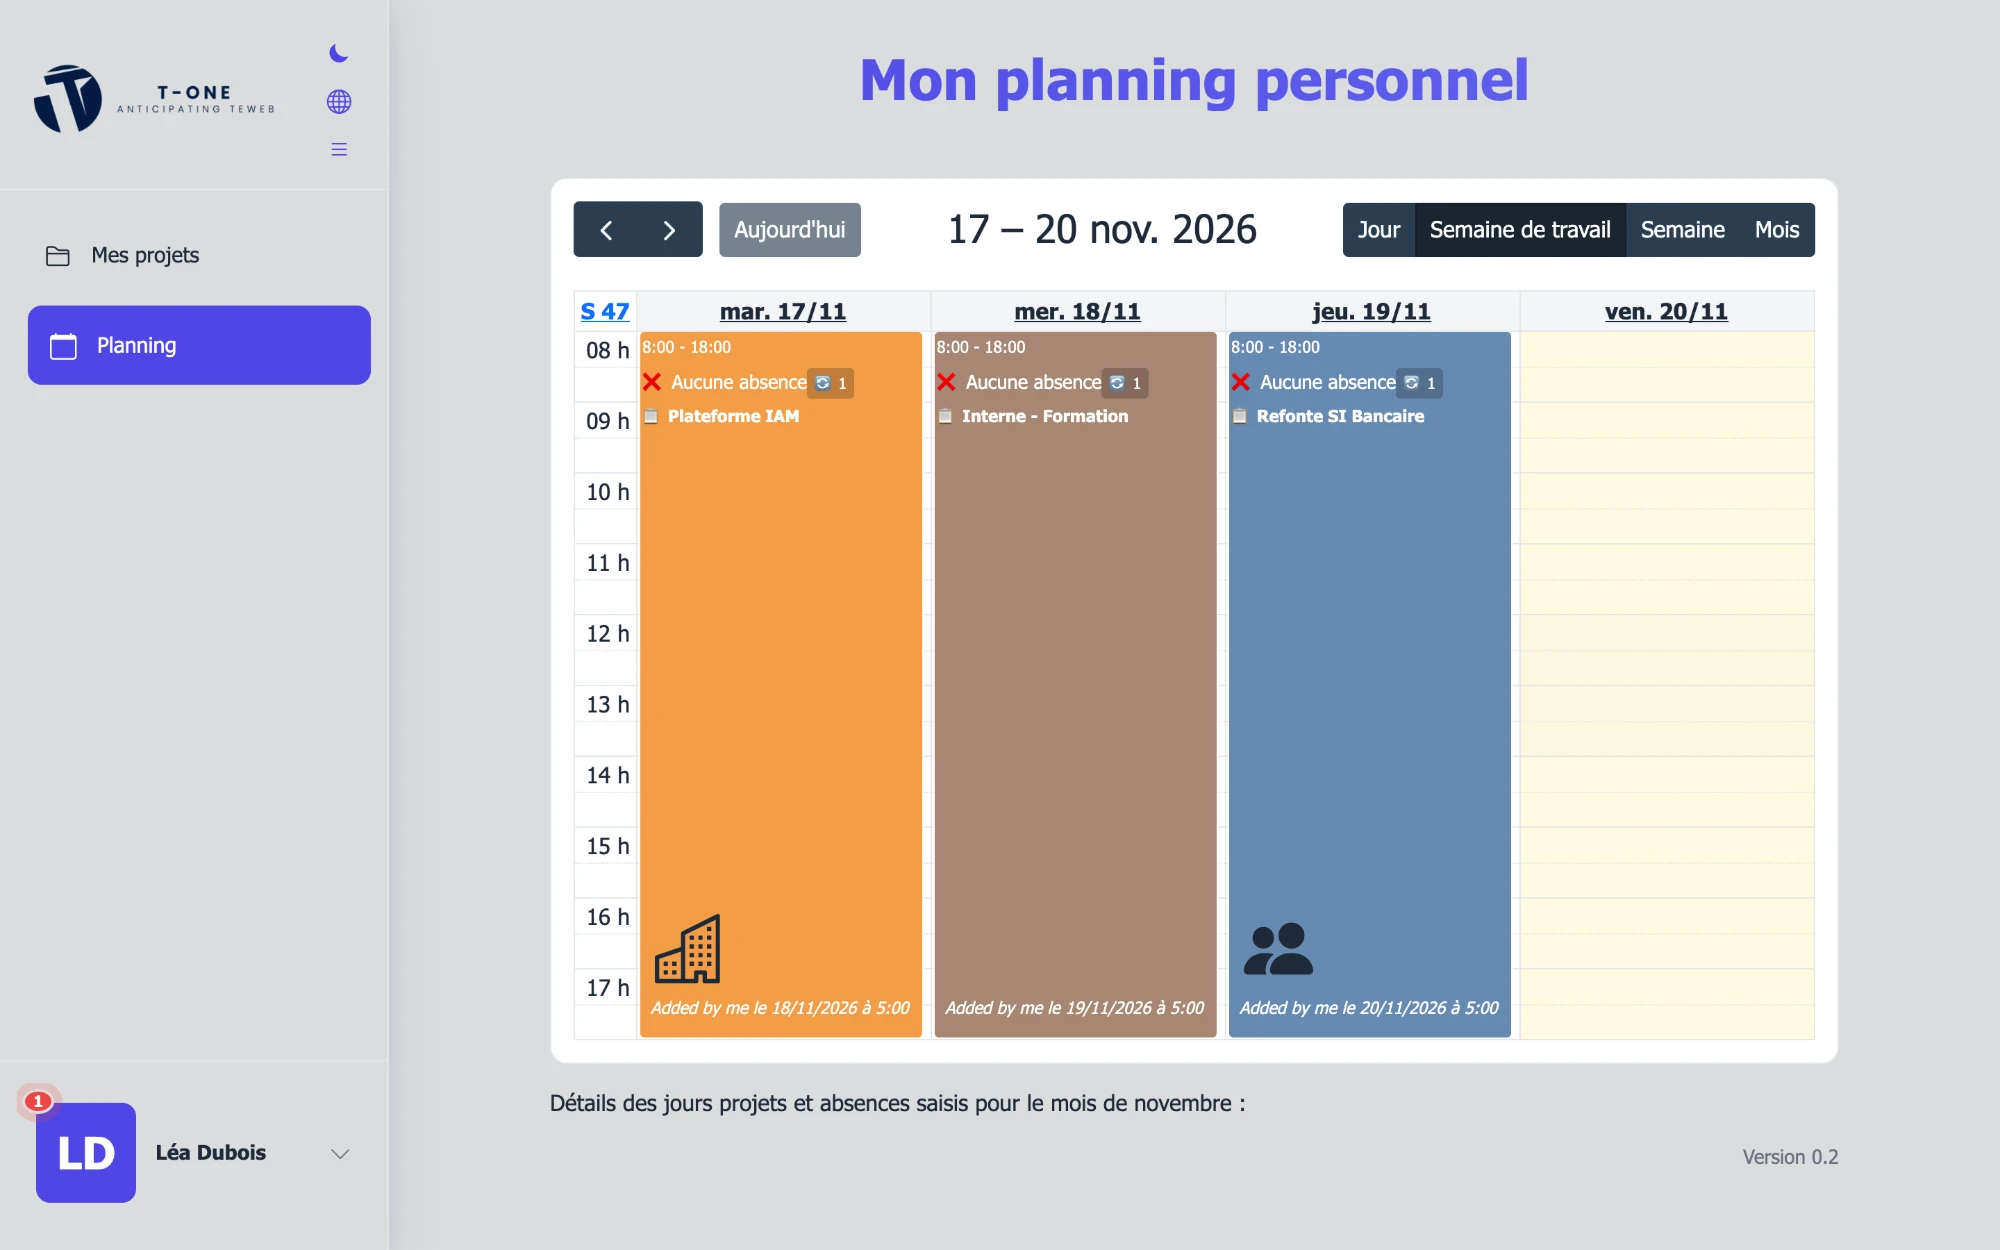 T-ONE
ANTICIPATING TEWEB
Mes projets
Planning
1
LD
Léa Dubois
Mon planning personnel
Aujourd'hui
17 – 20 nov. 2026
Jour
Semaine de travail
Semaine
Mois
S 47
mar. 17/11
mer. 18/11
jeu. 19/11
ven. 20/11
08 h
09 h
10 h
11 h
12 h
13 h
14 h
15 h
16 h
17 h
8:00 - 18:00
Aucune absence 1
Plateforme IAM
Added by me le 18/11/2026 à 5:00
8:00 - 18:00
Aucune absence 1
Interne - Formation
Added by me le 19/11/2026 à 5:00
8:00 - 18:00
Aucune absence 1
Refonte SI Bancaire
Added by me le 20/11/2026 à 5:00
Détails des jours projets et absences saisis pour le mois de novembre :
Version 0.2